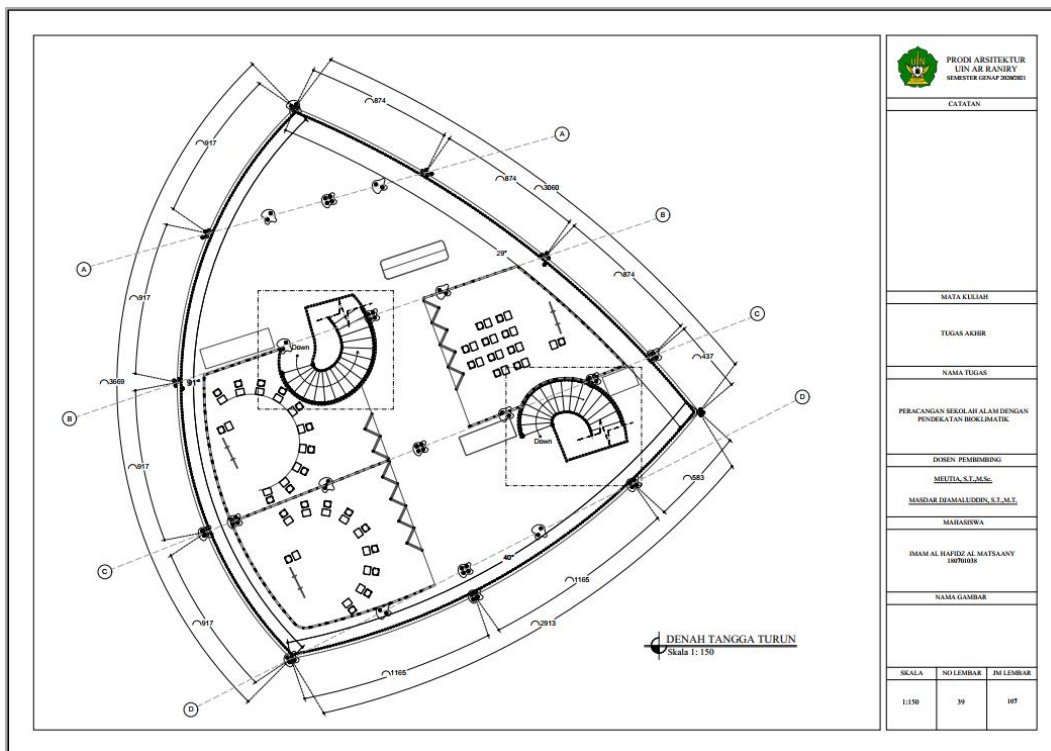 874
917
A
874
3060
B
29°
917
A
874
C
Down
437
3669
91°
D
B
Down
917
583
40°
C
1165
917
2913
DENAH TANGGA TURUN
Skala 1: 150
1165
D
UIN
PRODI ARSITEKTUR
UIN AR RANIRY
SEMESTER GENAP 2020/2021
CATATAN
MATA KULIAH
TUGAS AKHIR
NAMA TUGAS
PERACANGAN SEKOLAH ALAM DENGAN
PENDEKATAN BIOKLIMATIK
DOSEN PEMBIMBING
MEUTIA, S.T.,M.Sc.
MASDAR DJAMALUDDIN, S.T.,M.T.
MAHASISWA
IMAM AL HAFIDZ AL MATSAANY
180701038
NAMA GAMBAR
SKALA NO LEMBAR JM LEMBAR
1:150 39 107